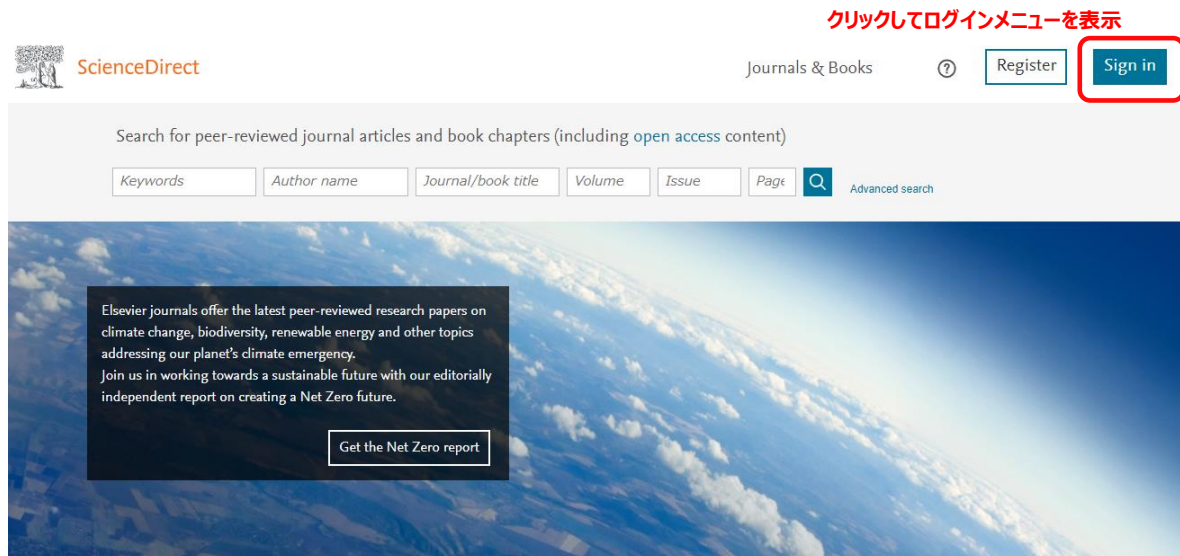 クリックしてログインメニューを表示
ScienceDirect
Journals & Books
?
Register
Sign in
Search for peer-reviewed journal articles and book chapters (including open access content)
Keywords
Author name
Journal/book title
Volume
Issue
Page
Advanced search
Elsevier journals offer the latest peer-reviewed research papers on
climate change, biodiversity, renewable energy and other topics
addressing our planet's climate emergency.
Join us in working towards a sustainable future with our editorially
independent report on creating a Net Zero future.
Get the Net Zero report